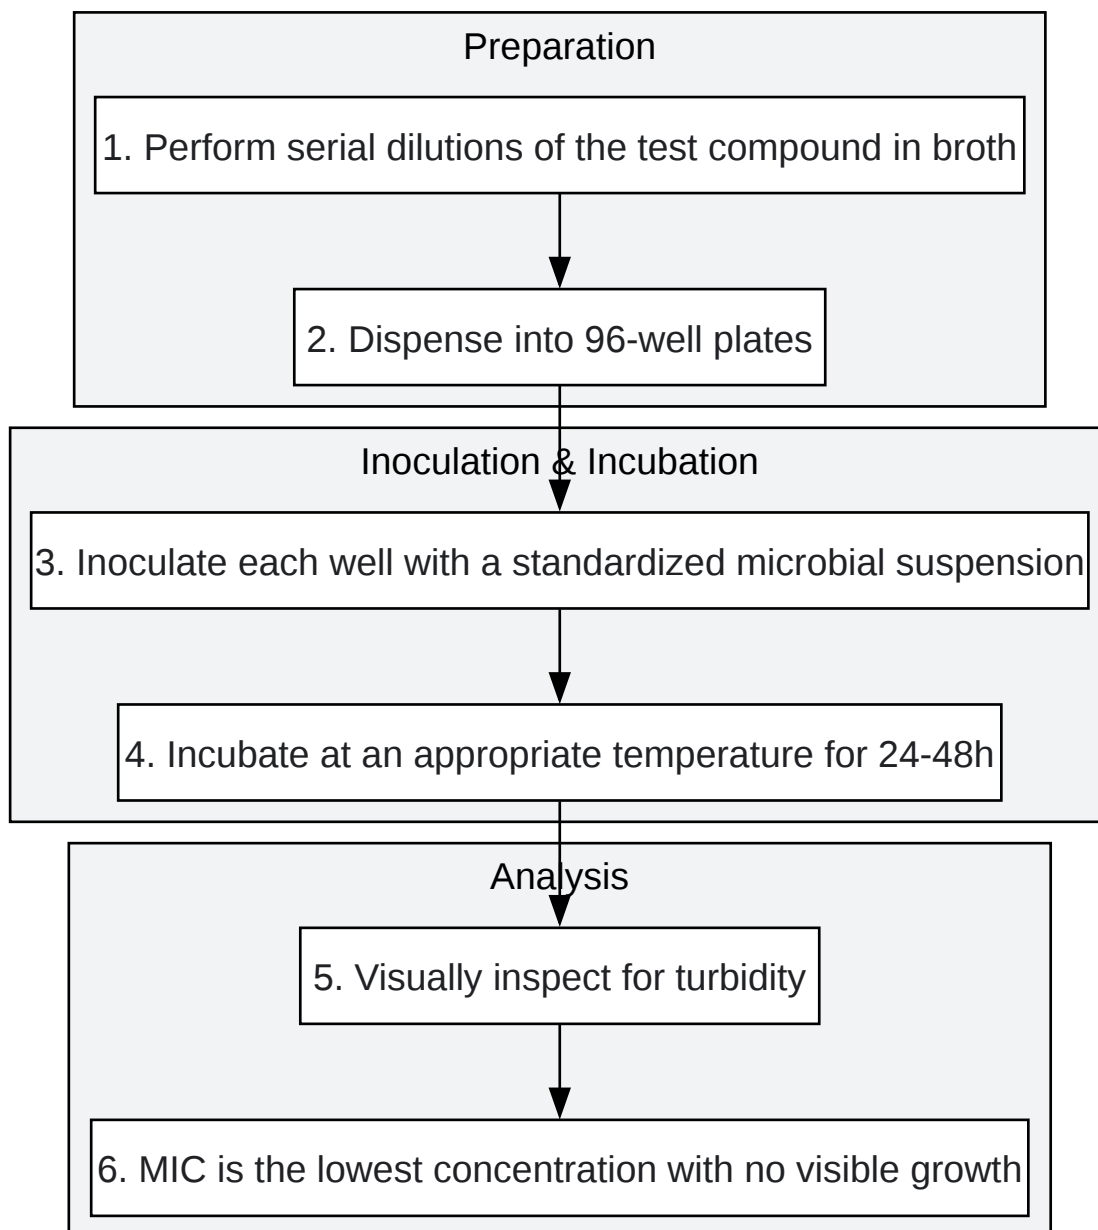 Preparation
1. Perform serial dilutions of the test compound in broth
2. Dispense into 96-well plates
Inoculation & Incubation
3. Inoculate each well with a standardized microbial suspension
4. Incubate at an appropriate temperature for 24-48h
Analysis
5. Visually inspect for turbidity
6. MIC is the lowest concentration with no visible growth